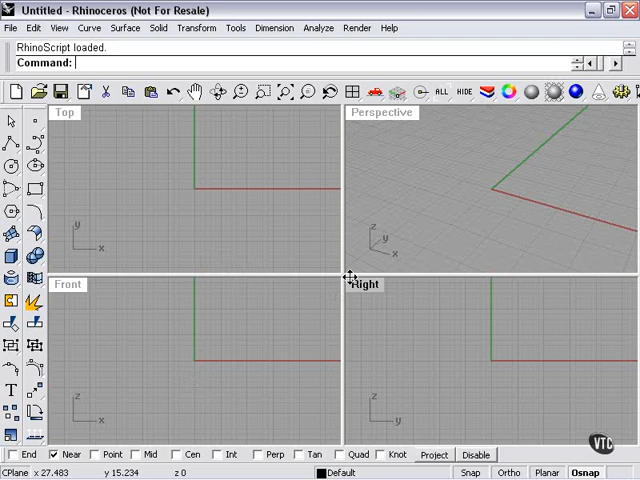 Untitled - Rhinoceros (Not For Resale)
File Edit View Curve Surface Solid Transform Tools Dimension Analyze Render Help
RhinoScript loaded.
Command:
ALL HIDE
Top
Perspective
y
x
z
y
x
Front
Right
z
x
z
y
T
VTC
End Near Point Mid Cen Int Perp Tan Quad Knot Project Disable
CPlane x 27.483 y 15.234 z 0 Default Snap Ortho Planar Osnap